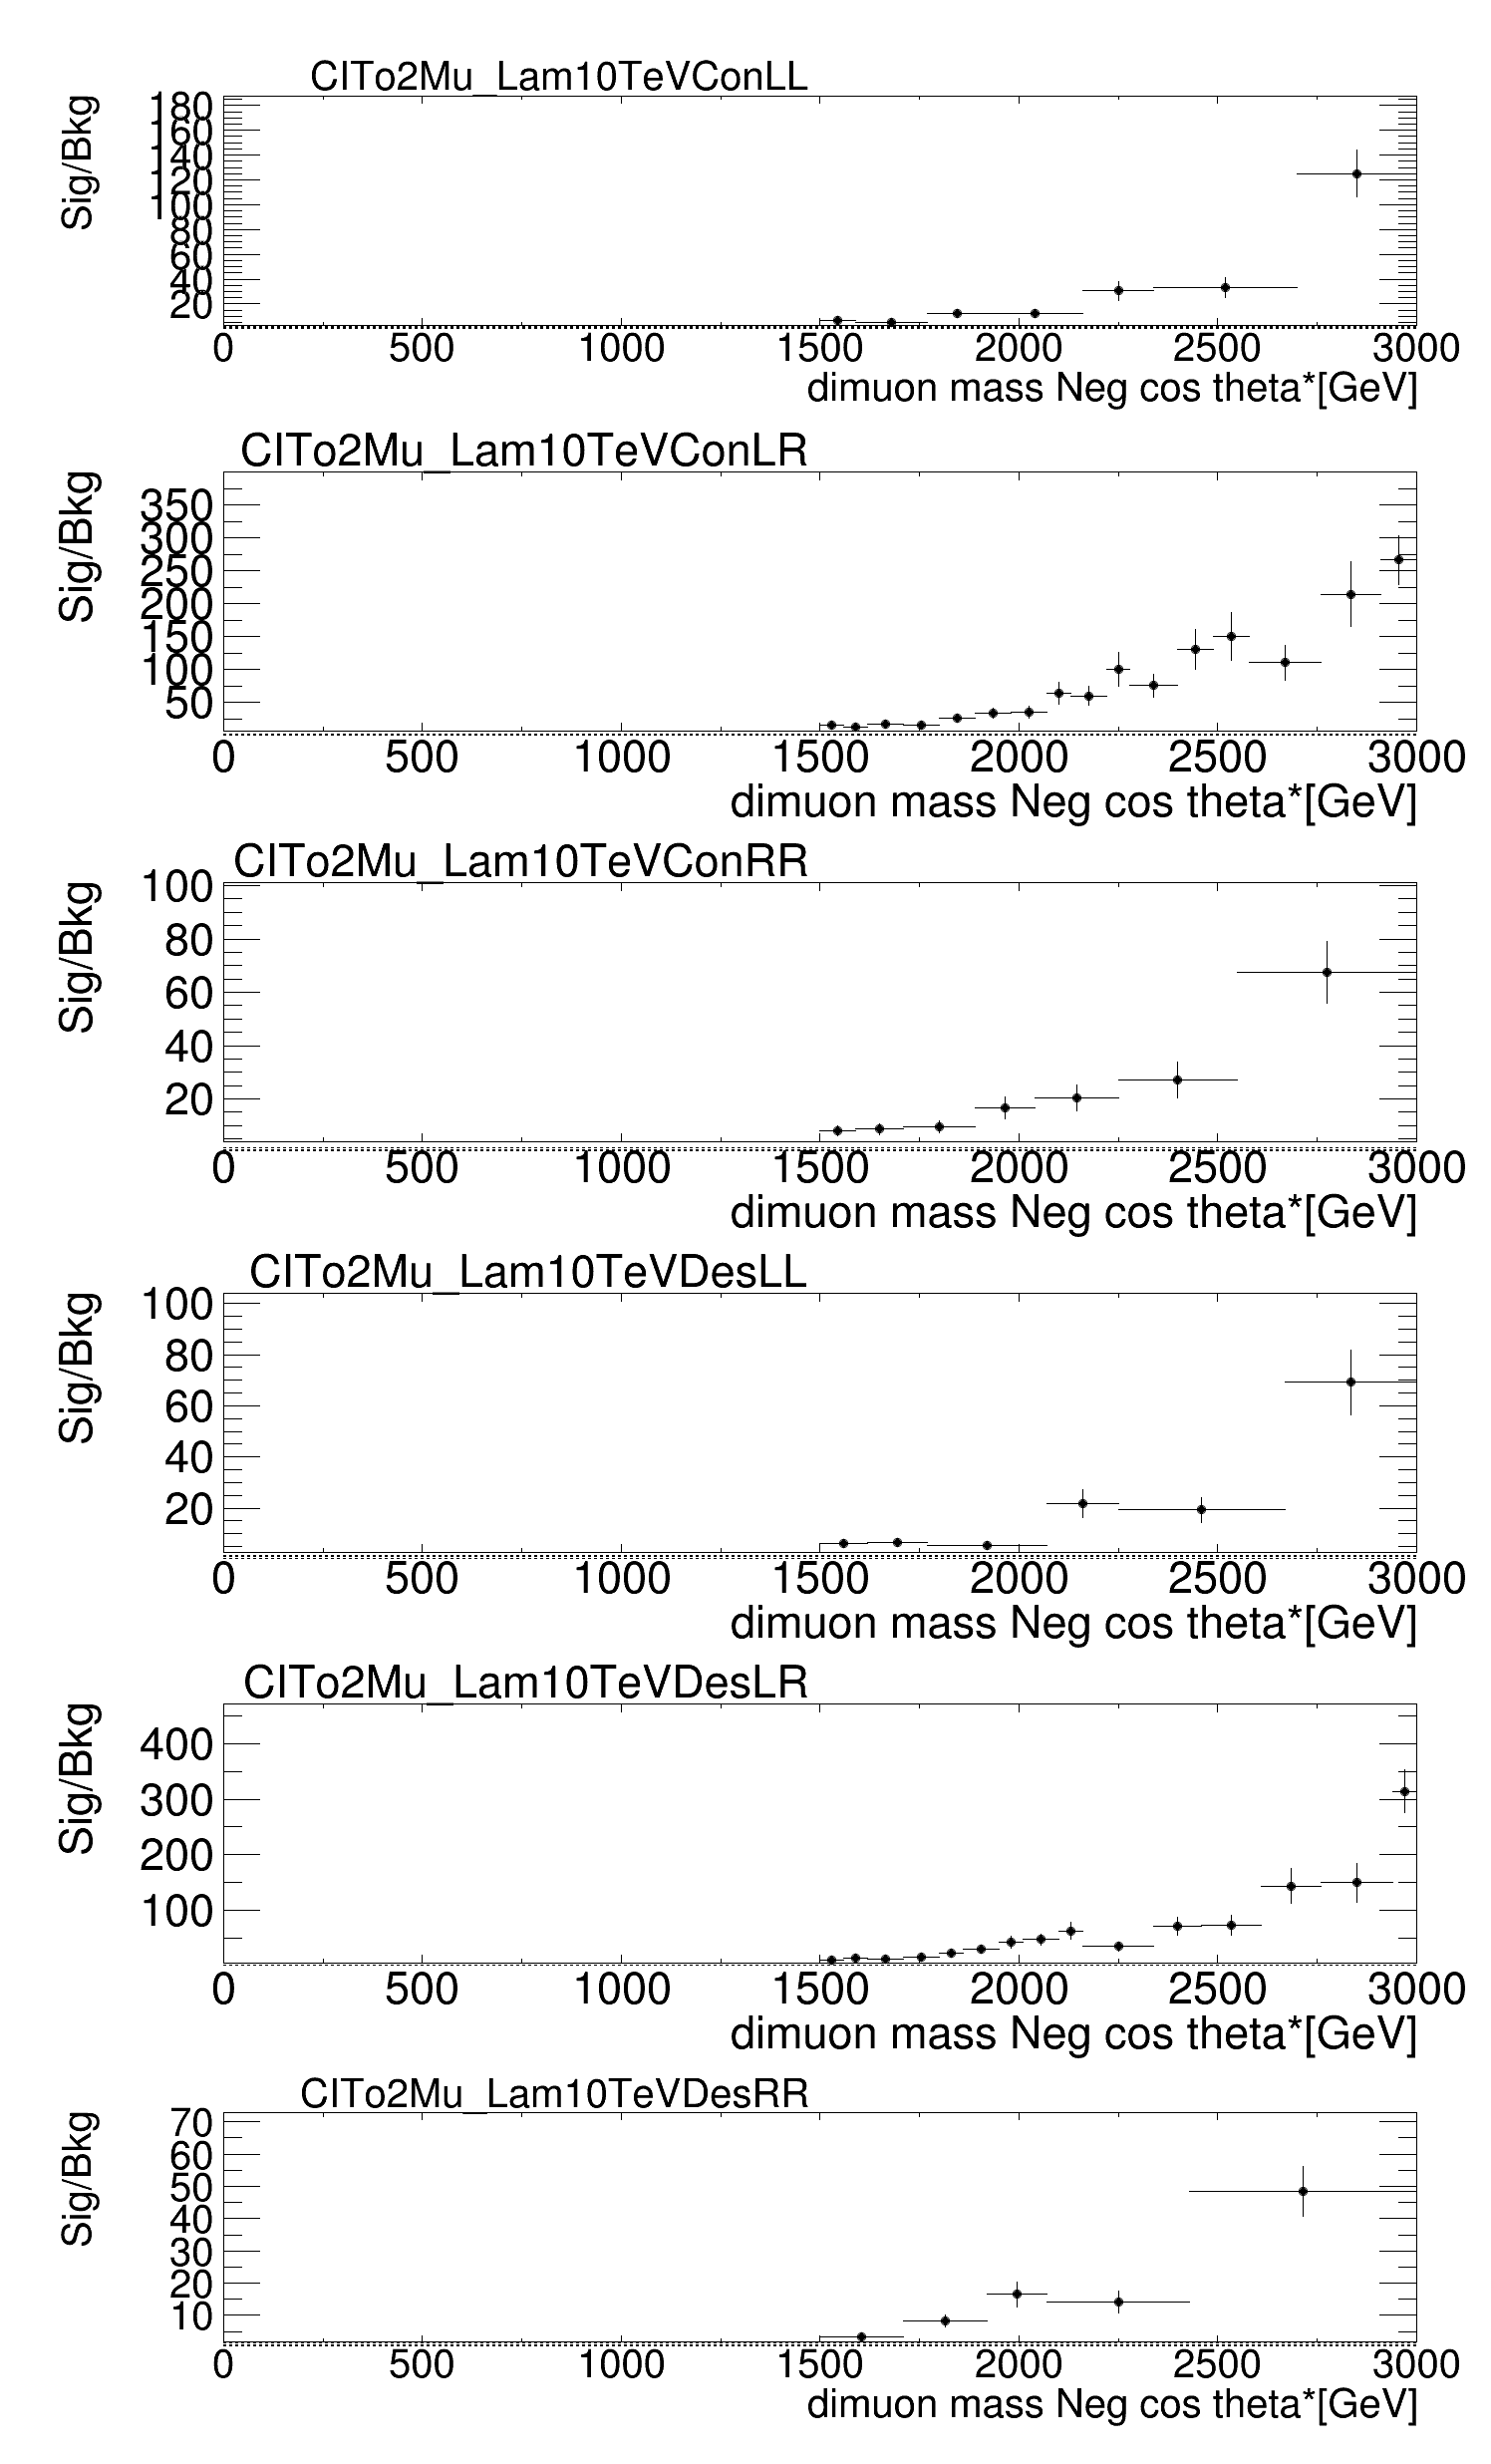 CITo2Mu_Lam10TeVConLL
Sig/Bkg
180
160
140
120
100
80
60
40
20
0 500 1000 1500 2000 2500 3000
dimuon mass Neg cos theta*[GeV]
CITo2Mu_Lam10TeVConLR
Sig/Bkg
350
300
250
200
150
100
50
0 500 1000 1500 2000 2500 3000
dimuon mass Neg cos theta*[GeV]
CITo2Mu_Lam10TeVConRR
Sig/Bkg
100
80
60
40
20
0 500 1000 1500 2000 2500 3000
dimuon mass Neg cos theta*[GeV]
CITo2Mu_Lam10TeVDesLL
Sig/Bkg
100
80
60
40
20
0 500 1000 1500 2000 2500 3000
dimuon mass Neg cos theta*[GeV]
CITo2Mu_Lam10TeVDesLR
Sig/Bkg
400
300
200
100
0 500 1000 1500 2000 2500 3000
dimuon mass Neg cos theta*[GeV]
CITo2Mu_Lam10TeVDesRR
Sig/Bkg
70
60
50
40
30
20
10
0 500 1000 1500 2000 2500 3000
dimuon mass Neg cos theta*[GeV]